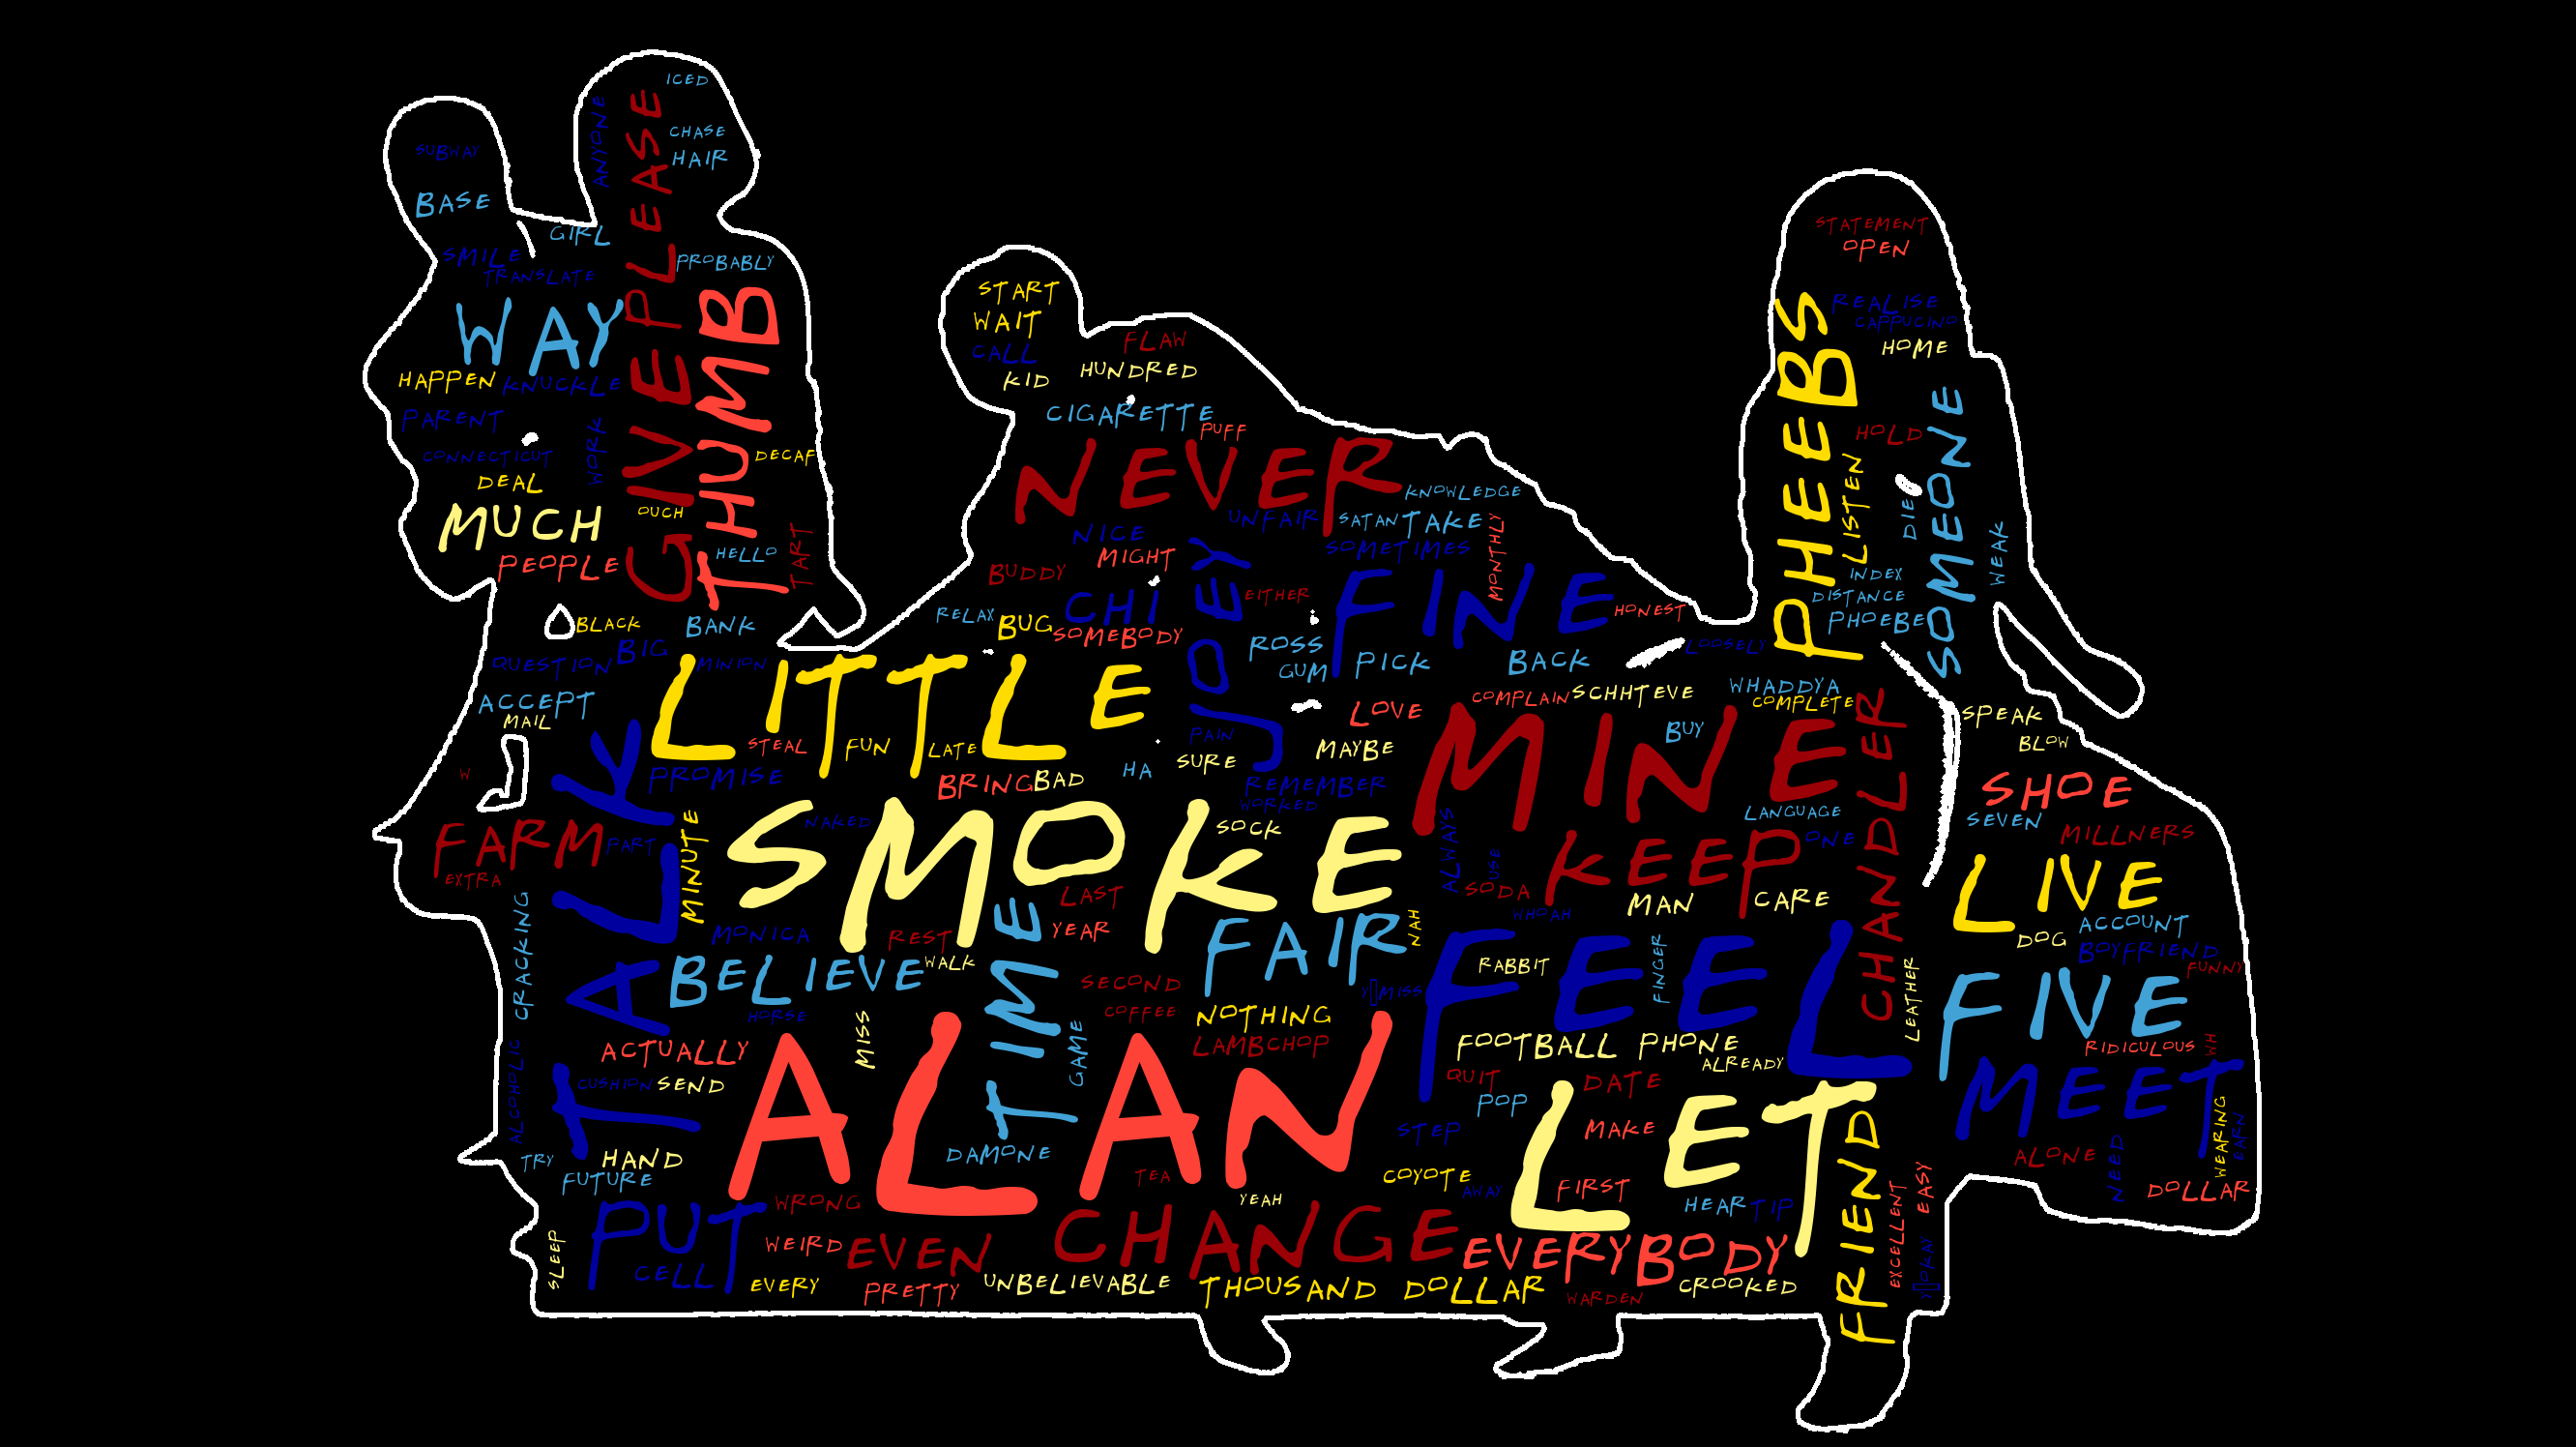 ICED
ANYONE
GIVE PLEASE
CHASE
HAIR
SUBWAY
BASE
GIRL
SMILE
TRANSLATE
PROBABLY
WAY
THUMB
HAPPEN
KNUCKLE
PARENT
WORK
CONNECTICUT
DECAF
DEAL
MUCH
OUCH
HELLO
TART
PEOPLE
START
WAIT
CALL
KID
FLAW
HUNDRED
CIGARETTE
PUFF
NEVER
KNOWLEDGE
NICE
UNFAIR
SATAN
TAKE
MONTHLY
MIGHT
SOMETIMES
BUDDY
JOEY
CHI
EITHER
FINE
HONEST
STATEMENT
OPEN
REALISE
CAPPUCINO
HOME
PHEEBS
HOLD
LISTEN
DIE
SOMEONE
WEAK
INDEX
DISTANCE
PHOEBE
BLACK
BANK
RELAX
BUG
SOMEBODY
ROSS
GUM
PICK
BACK
LOOSELY
QUESTION
BIG
MINION
LITTLE
ACCEPT
MAIL
STEAL
FUN
LATE
PAIN
LOVE
COMPLAIN
SCHHTEVE
WHADDYA
COMPLETE
SPEAK
BLOW
W
TALK
PROMISE
BRING
BAD
HA
SURE
MAYBE
REMEMBER
WORKED
MINE
BUY
LANGUAGE
CHANDLER
SHOE
SEVEN
MILLNERS
FARM
PART
EXTRA
MINUTE
NAKED
SMOKE
SOCK
ALWAYS
USE
SODA
KEEP
ONE
MAN
CARE
LIVE
LAST
CRACKING
MONICA
REST
TIME
YEAR
FAIR
NAH
WHOAH
ACCOUNT
DOG
BOYFRIEND
FUNNY
BELIEVE
WALK
SECOND
COFFEE
MISS
FEEL
RABBIT
FINGER
LEATHER
FIVE
HORSE
MISS
GAME
NOTHING
LAMBCHOP
FOOTBALL
PHONE
ALREADY
RIDICULOUS
WH
ACTUALLY
ALAN
ALCOHOLIC
CUSHION
SEND
QUIT
POP
DATE
LET
MEET
STEP
MAKE
WEARING
EARN
TRY
HAND
FUTURE
DAMONE
TEA
COYOTE
AWAY
FIRST
FRIEND
ALONE
NEED
DOLLAR
EASY
WRONG
YEAH
HEAR
TIP
EXCELLENT
OKAY
SLEEP
PUT
CELL
WEIRD
EVEN
CHANGE
EVERYBODY
EVERY
PRETTY
UNBELIEVABLE
THOUSAND DOLLAR
WARDEN
CROOKED